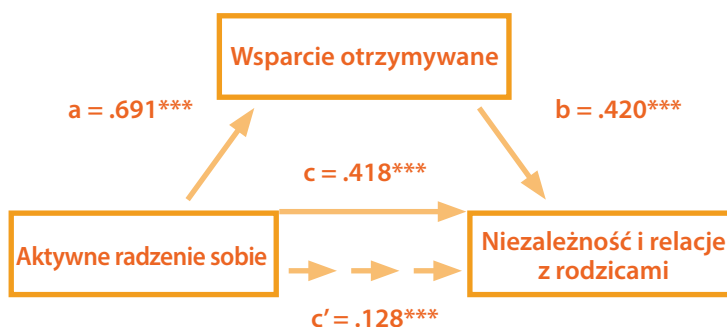 Wsparcie otrzymywane
a = .691***
b = .420***
c = .418***
Aktywne radzenie sobie
Niezależność i relacje
z rodzicami
c’ = .128***